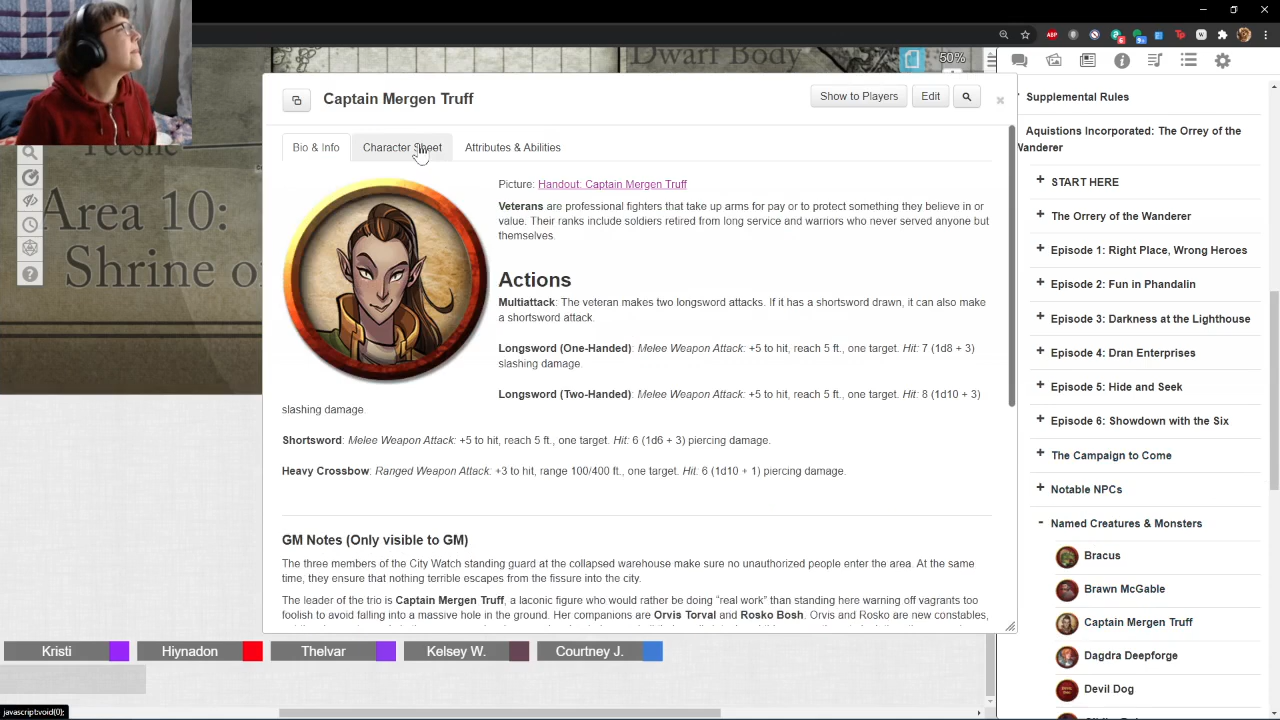 Dwarf Body
50%
Captain Mergen Truff
Show to Players
Edit
Bio & Info
Character Sheet
Attributes & Abilities
Picture: Handout: Captain Mergen Truff
Veterans are professional fighters that take up arms for pay or to protect something they believe in or
value. Their ranks include soldiers retired from long service and warriors who never served anyone but
themselves.
Actions
Multiattack: The veteran makes two longsword attacks. If it has a shortsword drawn, it can also make
a shortsword attack.
Longsword (One-Handed): Melee Weapon Attack: +5 to hit, reach 5 ft., one target. Hit: 7 (1d8 + 3)
slashing damage.
Longsword (Two-Handed): Melee Weapon Attack: +5 to hit, reach 5 ft., one target. Hit: 8 (1d10 + 3)
slashing damage.
Shortsword: Melee Weapon Attack: +5 to hit, reach 5 ft., one target. Hit: 6 (1d6 + 3) piercing damage.
Heavy Crossbow: Ranged Weapon Attack: +3 to hit, range 100/400 ft., one target. Hit: 6 (1d10 + 1) piercing damage.
GM Notes (Only visible to GM)
The three members of the City Watch standing guard at the collapsed warehouse make sure no unauthorized people enter the area. At the same
time, they ensure that nothing terrible escapes from the fissure into the city.
The leader of the trio is Captain Mergen Truff, a laconic figure who would rather be doing "real work" than standing here warning off vagrants too
foolish to avoid falling into a massive hole in the ground. Her companions are Orvis Torval and Rosko Bosh. Orvis and Rosko are new constables,
Area 10:
Shrine o
Supplemental Rules
Aquistions Incorporated: The Orrey of the
Wanderer
+ START HERE
+ The Orrery of the Wanderer
+ Episode 1: Right Place, Wrong Heroes
+ Episode 2: Fun in Phandalin
+ Episode 3: Darkness at the Lighthouse
+ Episode 4: Dran Enterprises
+ Episode 5: Hide and Seek
+ Episode 6: Showdown with the Six
+ The Campaign to Come
+ Notable NPCs
- Named Creatures & Monsters
Bracus
Brawn McGable
Captain Mergen Truff
Dagdra Deepforge
Devil Dog
Kristi
Hiynadon
Thelvar
Kelsey W.
Courtney J.
javascript:void(0);